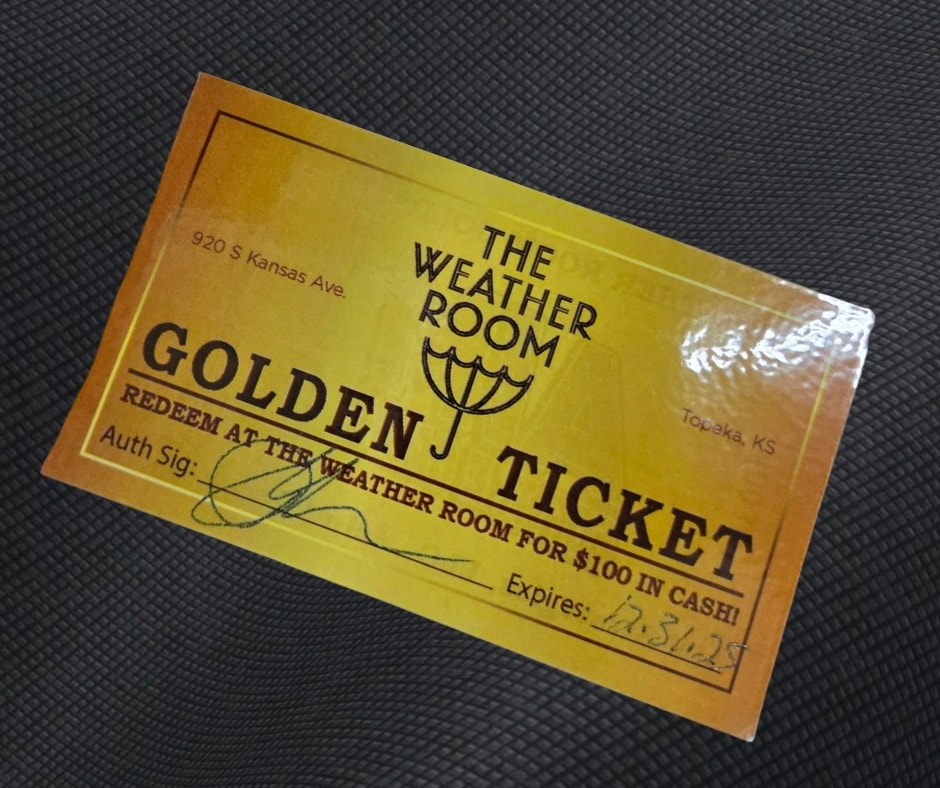 THE
WEATHER
ROOM
920 S Kansas Ave.
Topeka, KS
GOLDEN TICKET
REDEEM AT THE WEATHER ROOM FOR $100 IN CASH!
Auth Sig:
Expires: 12.31.25